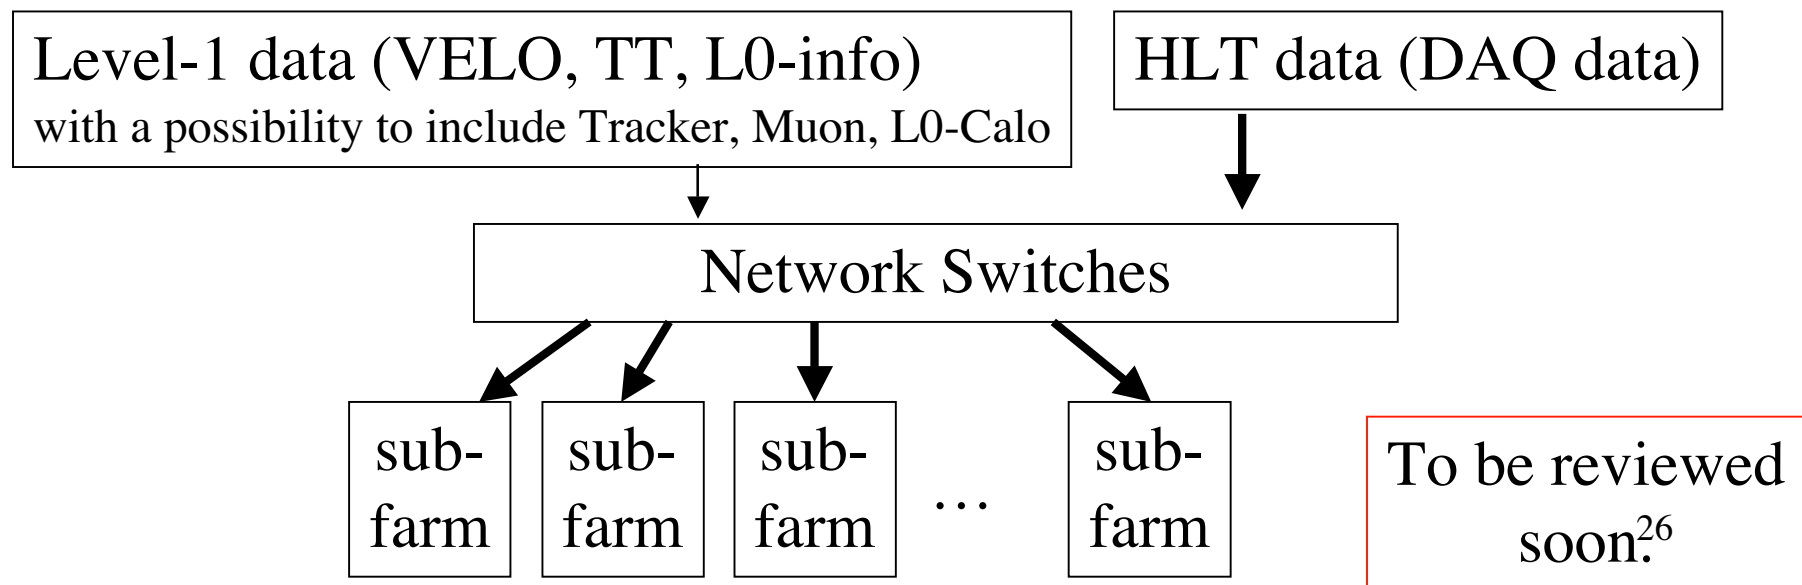 Level-1 data (VELO, TT, L0-info)
with a possibility to include Tracker, Muon, L0-Calo
HLT data (DAQ data)
Network Switches
sub-
farm
sub-
farm
sub-
farm
…
sub-
farm
To be reviewed
soon.
26